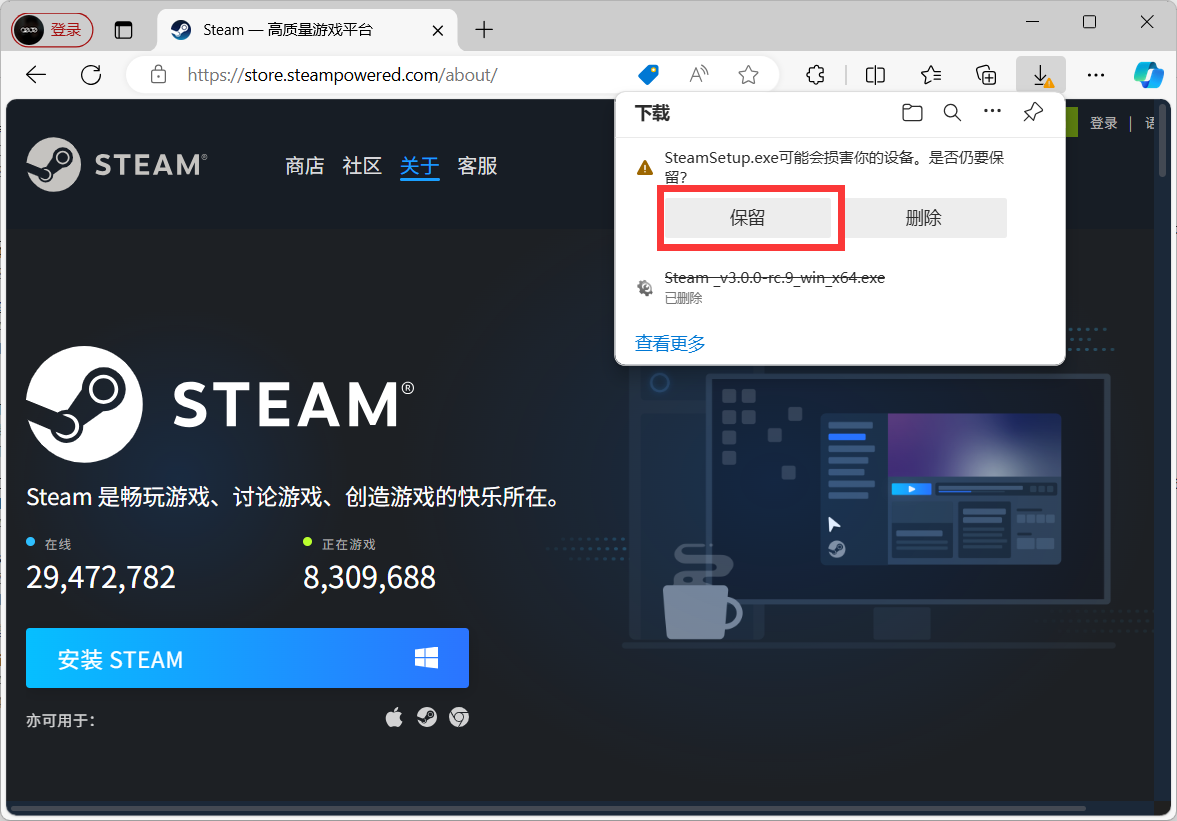 登录
Steam — 高质量游戏平台
https://store.steampowered.com/about/
下载
登录 | 语
SteamSetup.exe可能会损害你的设备。是否仍要保
留?
保留 删除
Steam _v3.0.0-rc.9_win_x64.exe
已删除
查看更多
STEAM®
商店 社区 关于 客服
STEAM®
Steam 是畅玩游戏、讨论游戏、创造游戏的快乐所在。
在线 正在游戏
29,472,782 8,309,688
安装 STEAM
亦可用于：